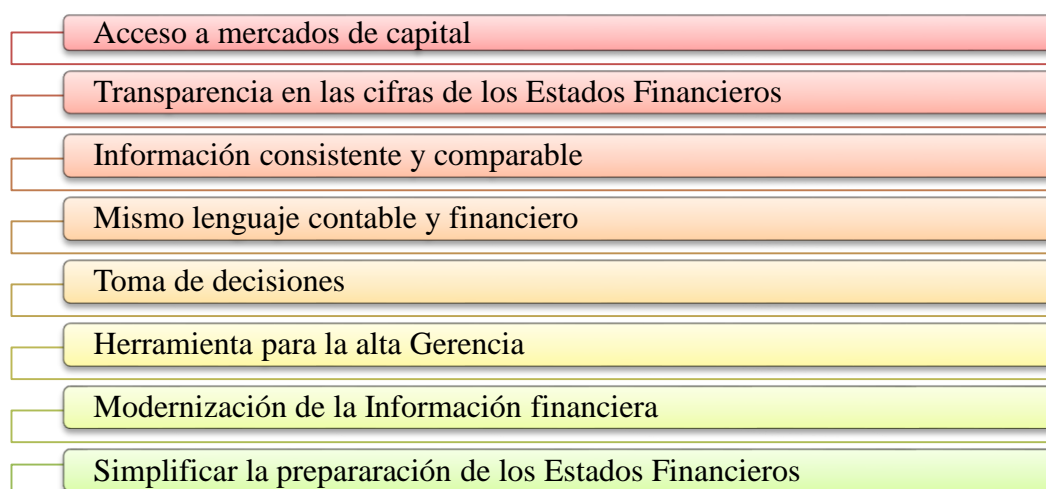 Acceso a mercados de capital
Transparencia en las cifras de los Estados Financieros
Información consistente y comparable
Mismo lenguaje contable y financiero
Toma de decisiones
Herramienta para la alta Gerencia
Modernización de la Información financiera
Simplificar la prepararación de los Estados Financieros